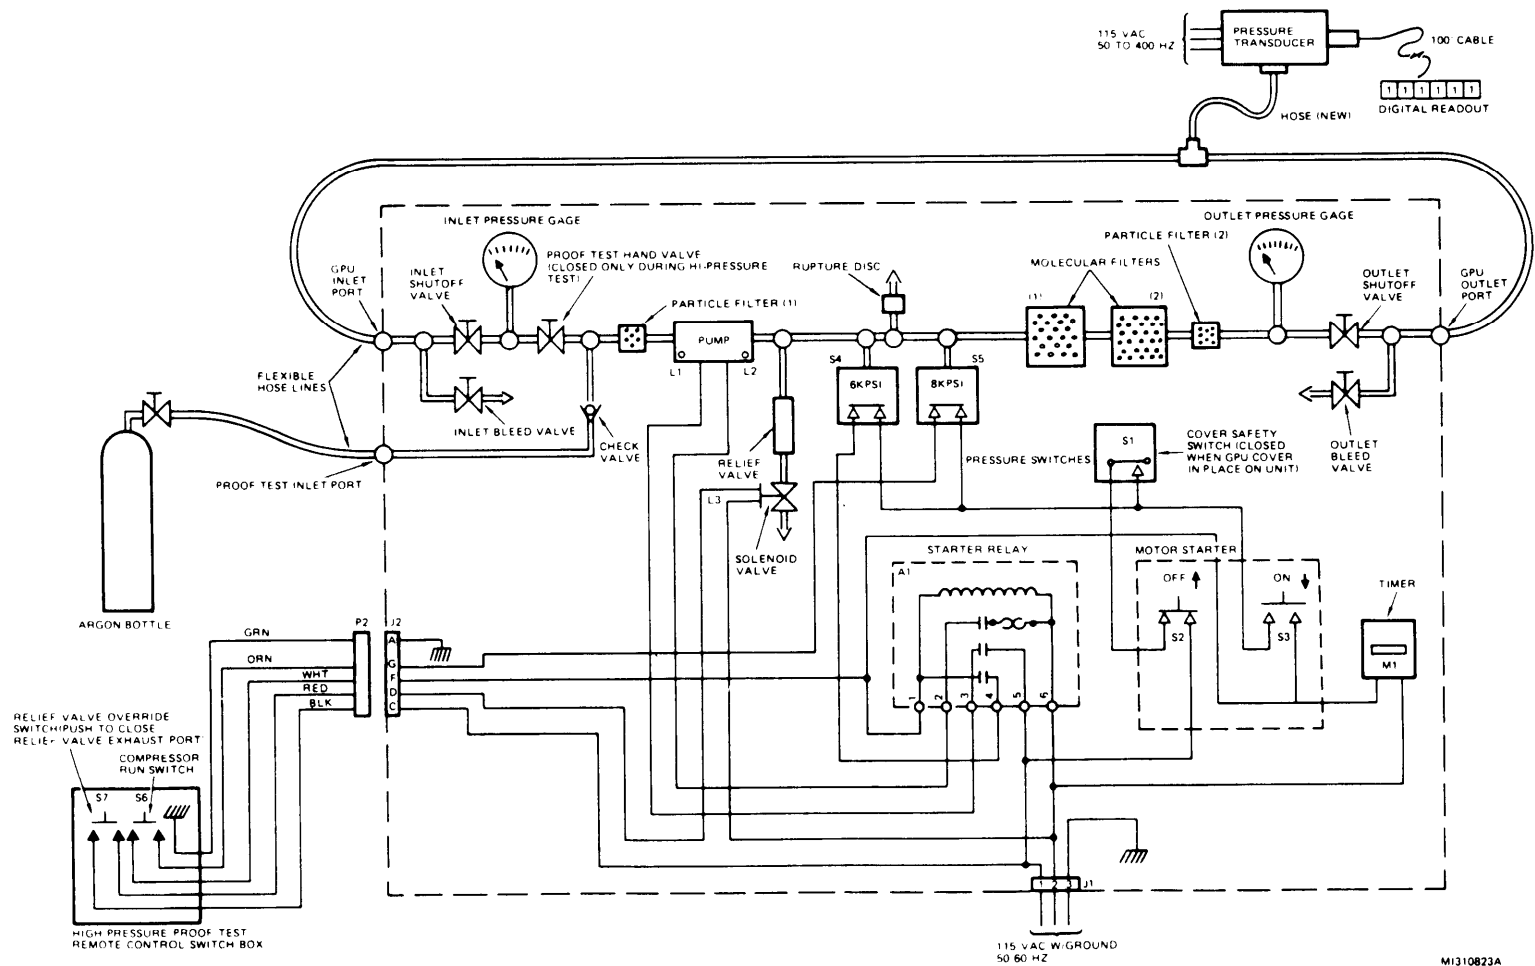 115 VAC
50 TO 400 HZ
PRESSURE
TRANSDUCER
100' CABLE
1 1 1 1 1 1
DIGITAL READOUT
HOSE (NEW)
INLET PRESSURE GAGE
OUTLET PRESSURE GAGE
PROOF TEST HAND VALVE
(CLOSED ONLY DURING HI-PRESSURE
TEST)
PARTICLE FILTER (2)
MOLECULAR FILTERS
RUPTURE DISC
GPU
INLET
PORT
INLET
SHUTOFF
VALVE
OUTLET
SHUTOFF
VALVE
GPU
OUTLET
PORT
PARTICLE FILTER (1)
(1)
(2)
PUMP
L1
L2
S4
6KPSI
S5
8KPSI
FLEXIBLE
HOSE LINES
INLET BLEED VALVE
CHECK
VALVE
RELIEF
VALVE
PRESSURE SWITCHES
S1
COVER SAFETY
SWITCH (CLOSED
WHEN GPU COVER
IN PLACE ON UNIT)
OUTLET
BLEED
VALVE
PROOF TEST INLET PORT
L3
SOLENOID
VALVE
STARTER RELAY
A1
1 2 3 4 5 6
MOTOR STARTER
OFF
ON
S2
S3
TIMER
M1
ARGON BOTTLE
GRN
ORN
WHT
RED
BLK
P2
J2
A
G
F
D
C
RELIEF VALVE OVERRIDE
SWITCH(PUSH TO CLOSE
RELIEF VALVE EXHAUST PORT)
COMPRESSOR
RUN SWITCH
S7
S6
HIGH PRESSURE PROOF TEST
REMOTE CONTROL SWITCH BOX
1 2 3
J1
115 VAC W/GROUND
50 60 HZ
MI310823A